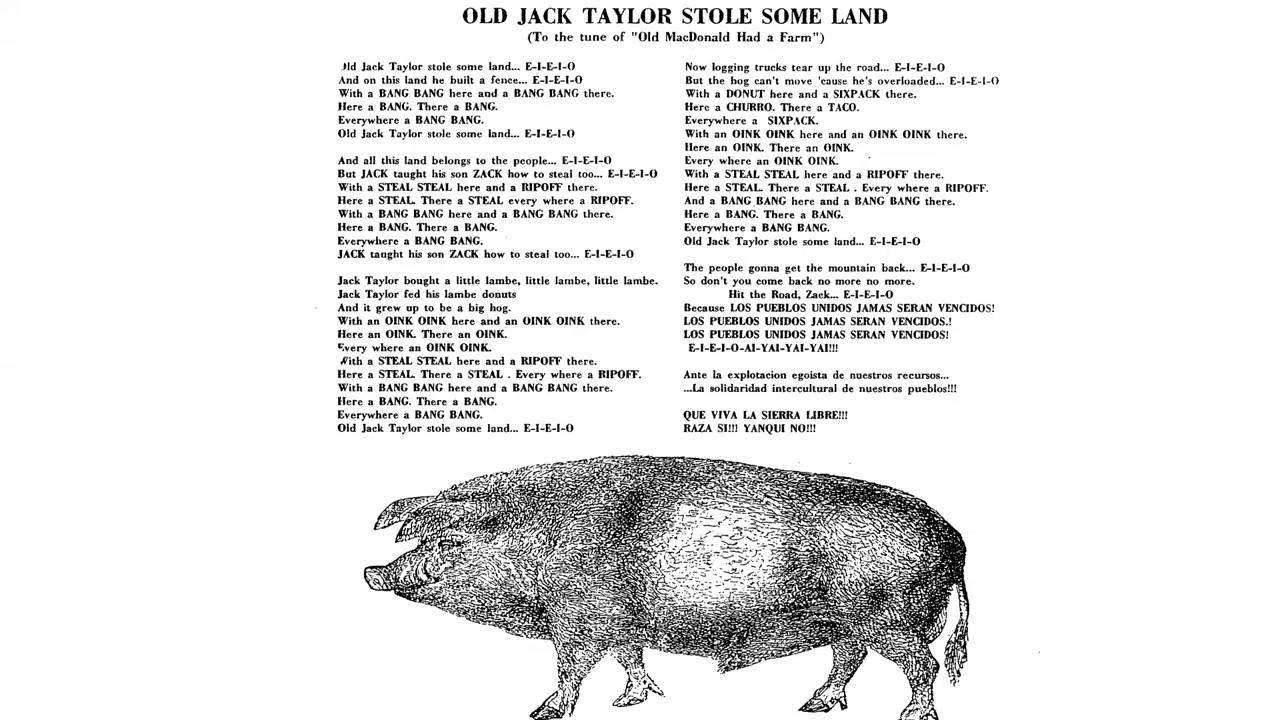 OLD JACK TAYLOR STOLE SOME LAND
(To the tune of "Old MacDonald Had a Farm")
Old Jack Taylor stole some land... E-I-E-I-O
And on this land he built a fence... E-I-E-I-O
With a BANG BANG here and a BANG BANG there.
Here a BANG. There a BANG.
Everywhere a BANG BANG.
Old Jack Taylor stole some land... E-I-E-I-O
And all this land belongs to the people... E-I-E-I-O
But JACK taught his son ZACK how to steal too... E-I-E-I-O
With a STEAL STEAL here and a RIPOFF there.
Here a STEAL. There a STEAL every where a RIPOFF.
With a BANG BANG here and a BANG BANG there.
Here a BANG. There a BANG.
Everywhere a BANG BANG.
JACK taught his son ZACK how to steal too... E-I-E-I-O
Jack Taylor bought a little lambe, little lambe, little lambe.
Jack Taylor fed his lambe donuts
And it grew up to be a big hog.
With an OINK OINK here and an OINK OINK there.
Here an OINK. There an OINK.
Every where an OINK OINK.
With a STEAL STEAL here and a RIPOFF there.
Here a STEAL. There a STEAL . Every where a RIPOFF.
With a BANG BANG here and a BANG BANG there.
Here a BANG. There a BANG.
Everywhere a BANG BANG.
Old Jack Taylor stole some land... E-I-E-I-O
Now logging trucks tear up the road... E-I-E-I-O
But the hog can't move 'cause he's overloaded... E-I-E-I-O
With a DONUT here and a SIXPACK there.
Here a CHURRO. There a TACO.
Everywhere a SIXPACK.
With an OINK OINK here and an OINK OINK there.
Here an OINK. There an OINK.
Every where an OINK OINK.
With a STEAL STEAL here and a RIPOFF there.
Here a STEAL. There a STEAL . Every where a RIPOFF.
And a BANG BANG here and a BANG BANG there.
Here a BANG. There a BANG.
Everywhere a BANG BANG.
Old Jack Taylor stole some land... E-I-E-I-O
The people gonna get the mountain back... E-I-E-I-O
So don't you come back no more no more.
Hit the Road, Zack... E-I-E-I-O
Because LOS PUEBLOS UNIDOS JAMAS SERAN VENCIDOS!
LOS PUEBLOS UNIDOS JAMAS SERAN VENCIDOS.!
LOS PUEBLOS UNIDOS JAMAS SERAN VENCIDOS!
E-I-E-I-O-AI-YAI-YAI-YAI!!!
Ante la explotacion egoista de nuestros recursos...
...La solidaridad intercultural de nuestros pueblos!!!
QUE VIVA LA SIERRA LIBRE!!!
RAZA SI!!! YANQUI NO!!!